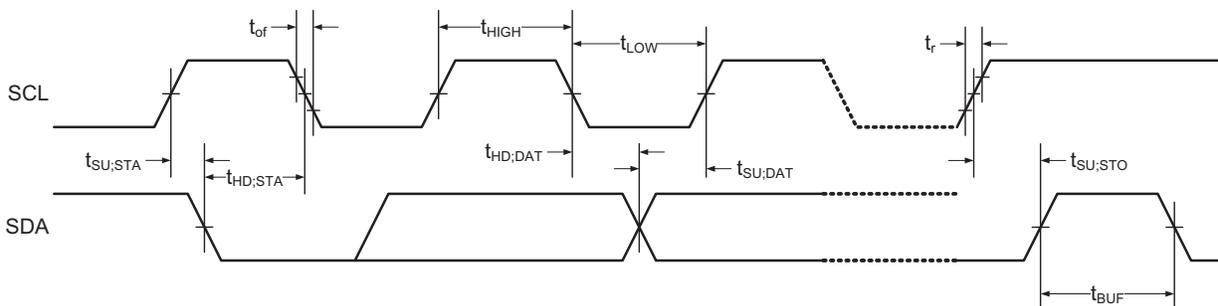 t_of
t_HIGH
t_LOW
t_r
SCL
t_SU;STA
t_HD;STA
t_HD;DAT
t_SU;DAT
t_SU;STO
SDA
t_BUF